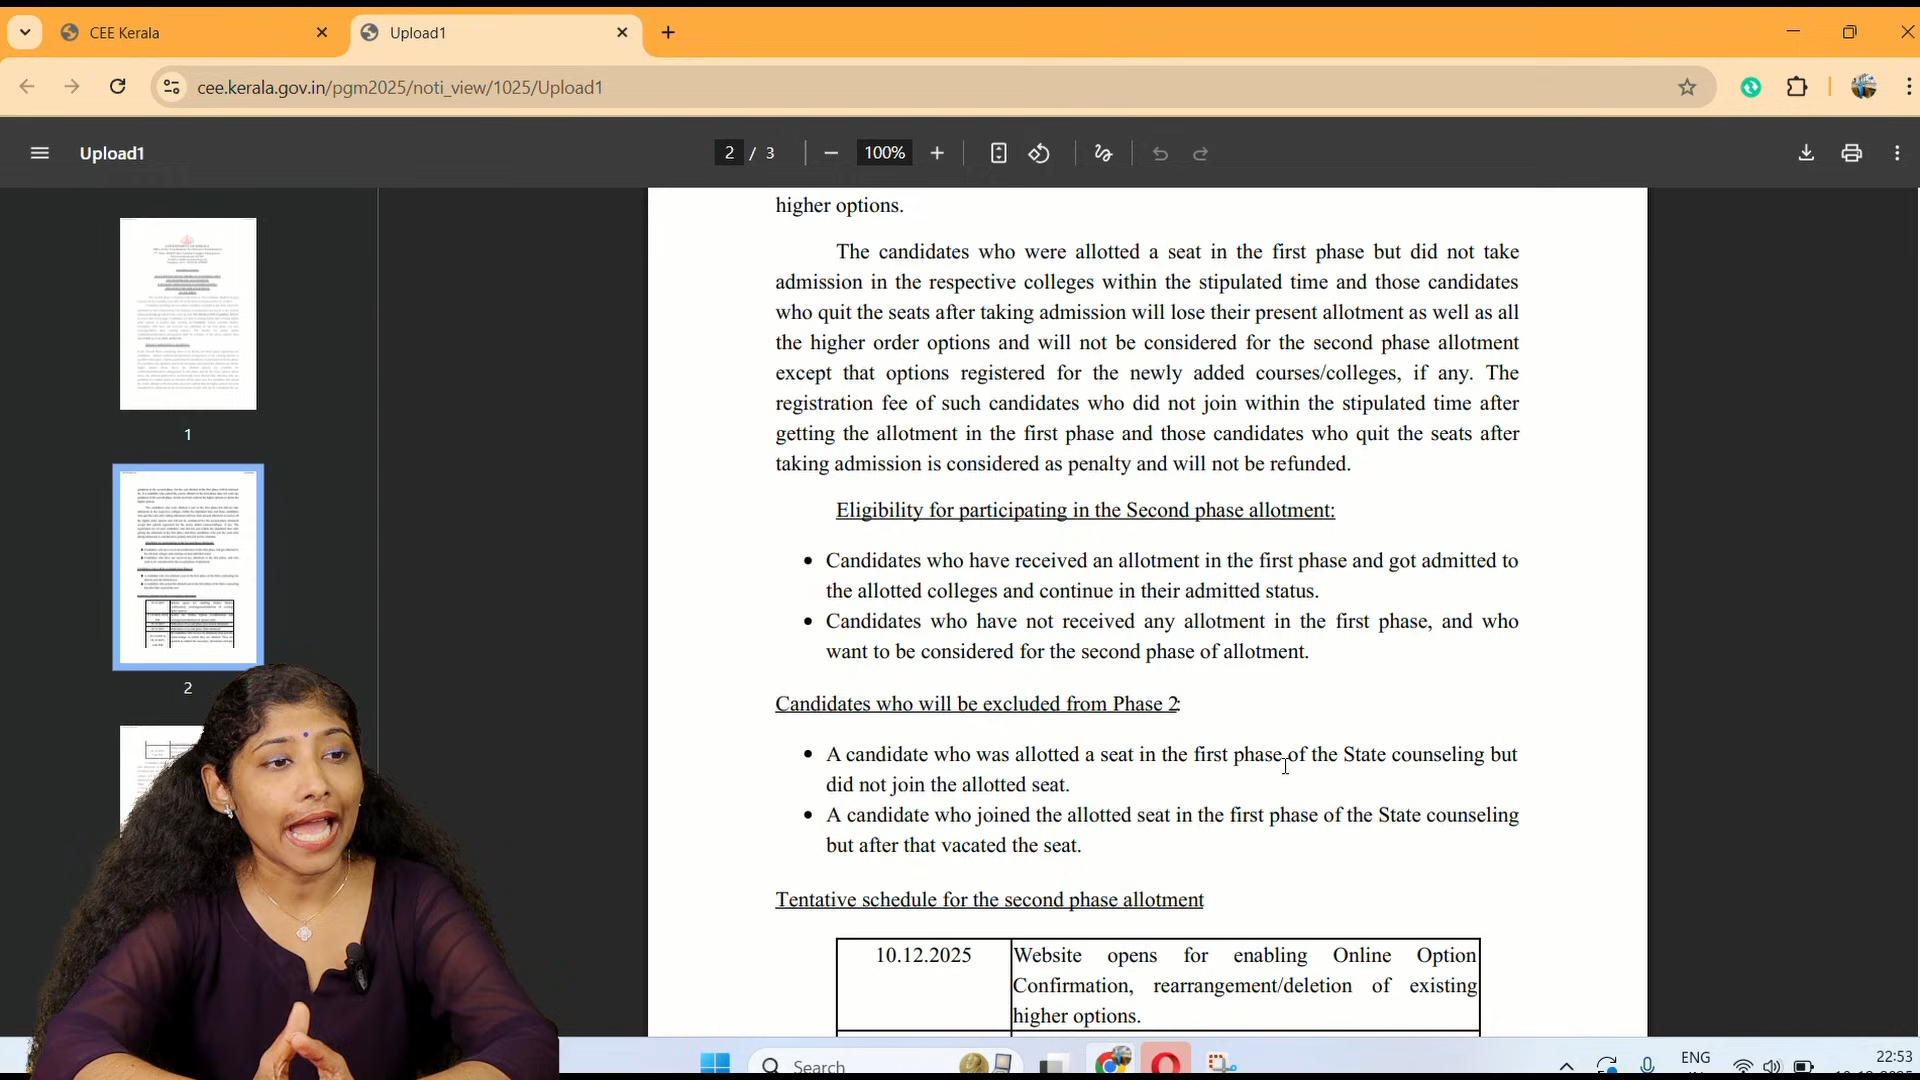 CEE Kerala
Upload1
cee.kerala.gov.in/pgm2025/noti_view/1025/Upload1
Upload1
2 / 3
100%
1
2
higher options.
The candidates who were allotted a seat in the first phase but did not take
admission in the respective colleges within the stipulated time and those candidates
who quit the seats after taking admission will lose their present allotment as well as all
the higher order options and will not be considered for the second phase allotment
except that options registered for the newly added courses/colleges, if any. The
registration fee of such candidates who did not join within the stipulated time after
getting the allotment in the first phase and those candidates who quit the seats after
taking admission is considered as penalty and will not be refunded.
Eligibility for participating in the Second phase allotment:
• Candidates who have received an allotment in the first phase and got admitted to
the allotted colleges and continue in their admitted status.
• Candidates who have not received any allotment in the first phase, and who
want to be considered for the second phase of allotment.
Candidates who will be excluded from Phase 2:
• A candidate who was allotted a seat in the first phase of the State counseling but
did not join the allotted seat.
• A candidate who joined the allotted seat in the first phase of the State counseling
but after that vacated the seat.
Tentative schedule for the second phase allotment
10.12.2025
Website opens for enabling Online Option
Confirmation, rearrangement/deletion of existing
higher options.
Search
ENG
22:53